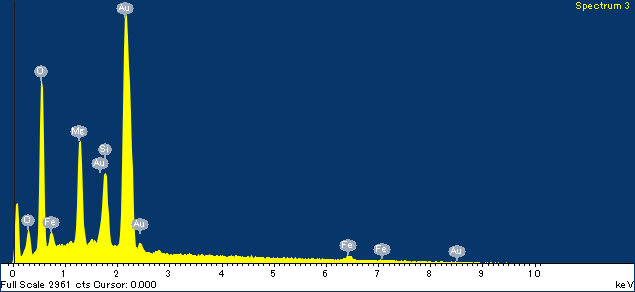 Spectrum 3
Au
O
Mg
Si
Au
C
Fe
Au
Fe
Fe
Au
0 1 2 3 4 5 6 7 8 9 10
Full Scale 2961 cts Cursor: 0.000 keV